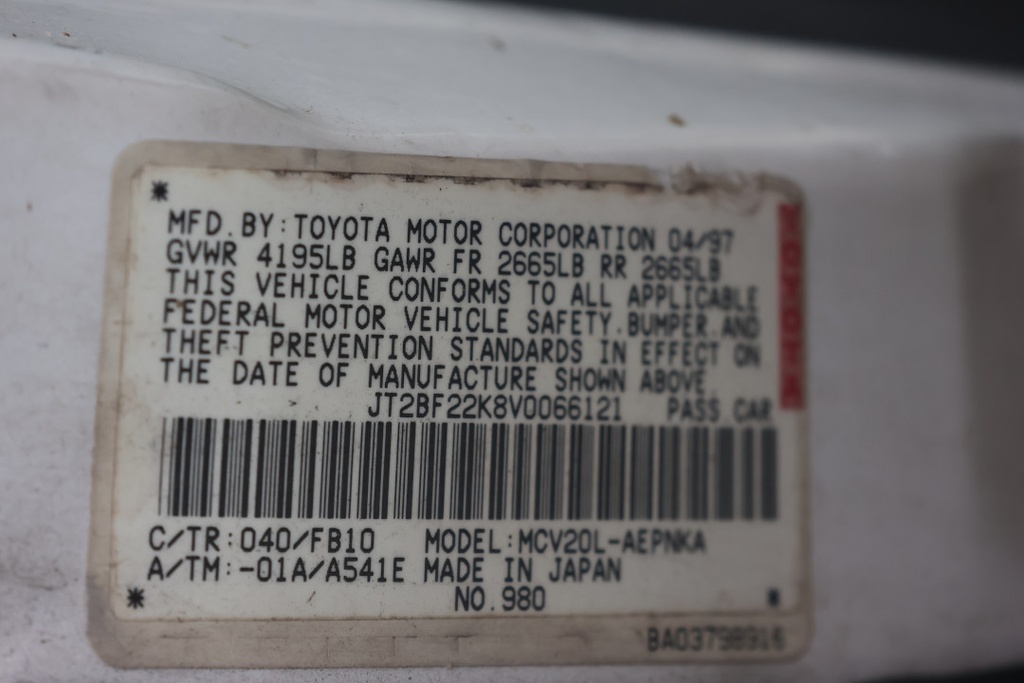 MFD. BY: TOYOTA MOTOR CORPORATION 04/97
GVWR 4195LB GAWR FR 2665LB RR 2665LB
THIS VEHICLE CONFORMS TO ALL APPLICABLE
FEDERAL MOTOR VEHICLE SAFETY, BUMPER, AND
THEFT PREVENTION STANDARDS IN EFFECT ON
THE DATE OF MANUFACTURE SHOWN ABOVE.
JT2BF22K8V0066121 PASS CAR
C/TR: 040/FB10 MODEL: MCV20L-AEPNKA
A/TM: -01A/A541E MADE IN JAPAN
NO. 980
BA03798916
TOYOTA